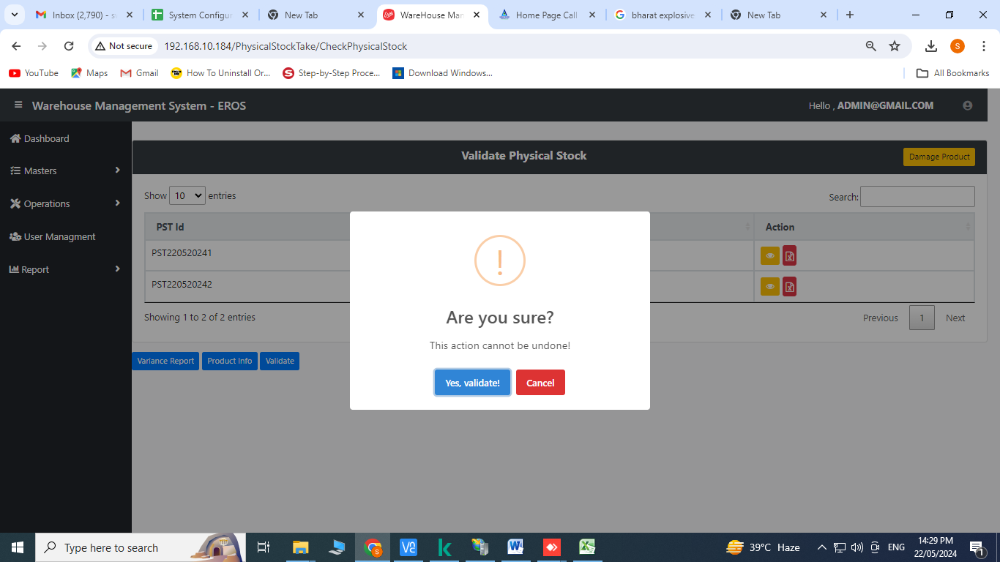 Inbox (2,790) - s
System Configur
New Tab
WareHouse Man
Home Page Call
bharat explosive
New Tab
Not secure
192.168.10.184/PhysicalStockTake/CheckPhysicalStock
S
YouTube
Maps
Gmail
How To Uninstall Or...
Step-by-Step Proce...
Download Windows...
All Bookmarks
Warehouse Management System - EROS
Hello , ADMIN@GMAIL.COM
Dashboard
Masters
Operations
User Managment
Report
Validate Physical Stock
Damage Product
Show 10 entries
Search:
PST Id
Action
PST220520241
PST220520242
Showing 1 to 2 of 2 entries
Previous
1
Next
Variance Report
Product Info
Validate
!
Are you sure?
This action cannot be undone!
Yes, validate!
Cancel
Type here to search
39°C Haze
ENG
14:29 PM
22/05/2024
1